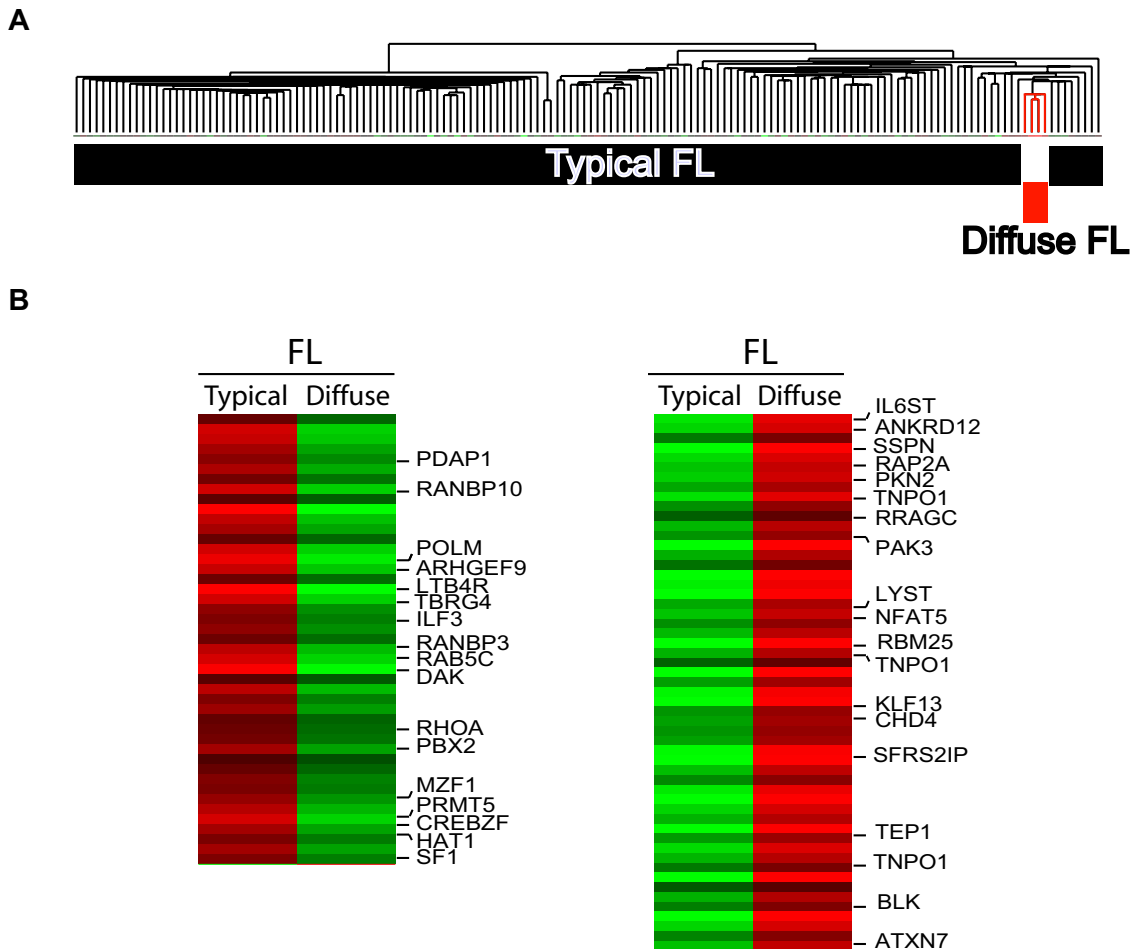 A
Typical FL
Diffuse FL
B
FL
Typical Diffuse
PDAP1
RANBP10
POLM
ARHGEF9
LTB4R
TBRG4
ILF3
RANBP3
RAB5C
DAK
RHOA
PBX2
MZF1
PRMT5
CREBZF
HAT1
SF1
FL
Typical Diffuse
IL6ST
ANKRD12
SSPN
RAP2A
PKN2
TNPO1
RRAGC
PAK3
LYST
NFAT5
RBM25
TNPO1
KLF13
CHD4
SFRS2IP
TEP1
TNPO1
BLK
ATXN7